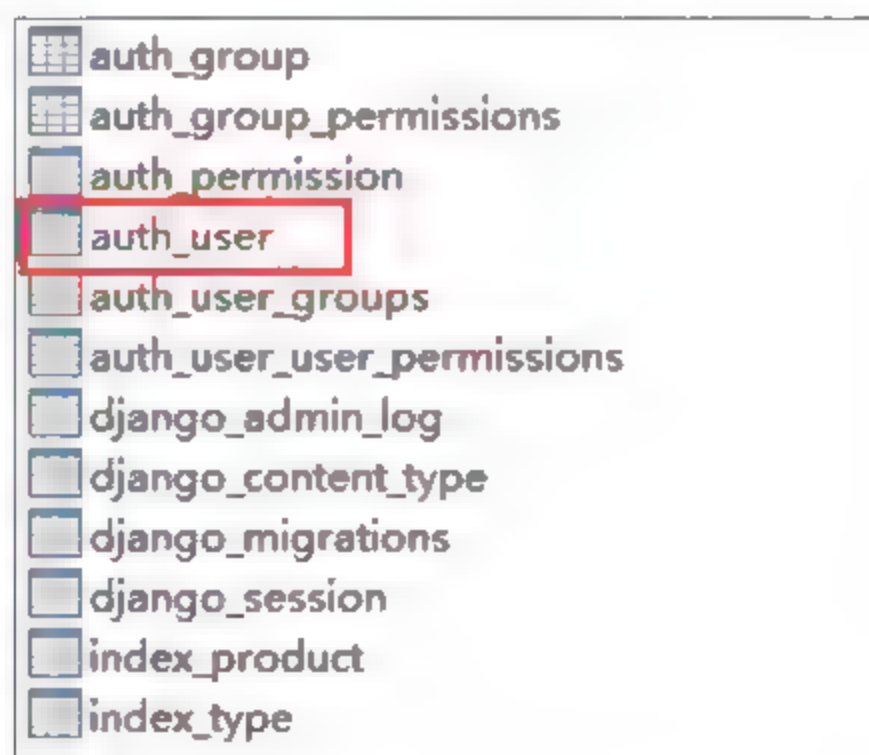 auth_group
auth_group_permissions
auth_permission
auth_user
auth_user_groups
auth_user_user_permissions
django_admin_log
django_content_type
django_migrations
django_session
index_product
index_type